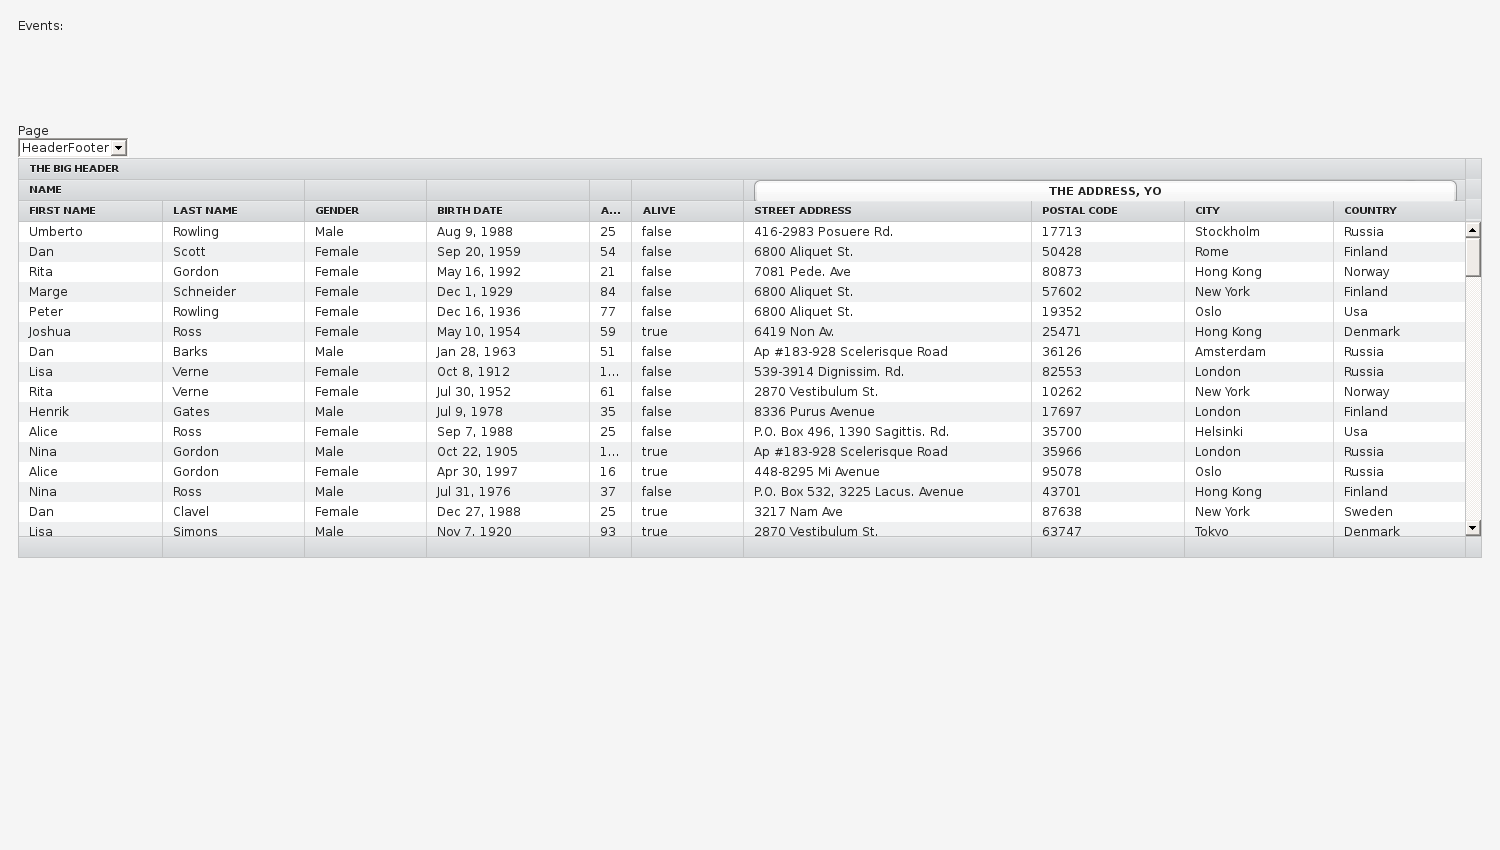 Events:
Page
HeaderFooter
THE BIG HEADER
NAME THE ADDRESS, YO
FIRST NAME LAST NAME GENDER BIRTH DATE A... ALIVE STREET ADDRESS POSTAL CODE CITY COUNTRY
Umberto Rowling Male Aug 9, 1988 25 false 416-2983 Posuere Rd. 17713 Stockholm Russia
Dan Scott Female Sep 20, 1959 54 false 6800 Aliquet St. 50428 Rome Finland
Rita Gordon Female May 16, 1992 21 false 7081 Pede. Ave 80873 Hong Kong Norway
Marge Schneider Female Dec 1, 1929 84 false 6800 Aliquet St. 57602 New York Finland
Peter Rowling Female Dec 16, 1936 77 false 6800 Aliquet St. 19352 Oslo Usa
Joshua Ross Female May 10, 1954 59 true 6419 Non Av. 25471 Hong Kong Denmark
Dan Barks Male Jan 28, 1963 51 false Ap #183-928 Scelerisque Road 36126 Amsterdam Russia
Lisa Verne Female Oct 8, 1912 1... false 539-3914 Dignissim. Rd. 82553 London Russia
Rita Verne Female Jul 30, 1952 61 false 2870 Vestibulum St. 10262 New York Norway
Henrik Gates Male Jul 9, 1978 35 false 8336 Purus Avenue 17697 London Finland
Alice Ross Female Sep 7, 1988 25 false P.O. Box 496, 1390 Sagittis. Rd. 35700 Helsinki Usa
Nina Gordon Male Oct 22, 1905 1... true Ap #183-928 Scelerisque Road 35966 London Russia
Alice Gordon Female Apr 30, 1997 16 true 448-8295 Mi Avenue 95078 Oslo Russia
Nina Ross Male Jul 31, 1976 37 false P.O. Box 532, 3225 Lacus. Avenue 43701 Hong Kong Finland
Dan Clavel Female Dec 27, 1988 25 true 3217 Nam Ave 87638 New York Sweden
Lisa Simons Male Nov 7, 1920 93 true 2870 Vestibulum St. 63747 Tokyo Denmark